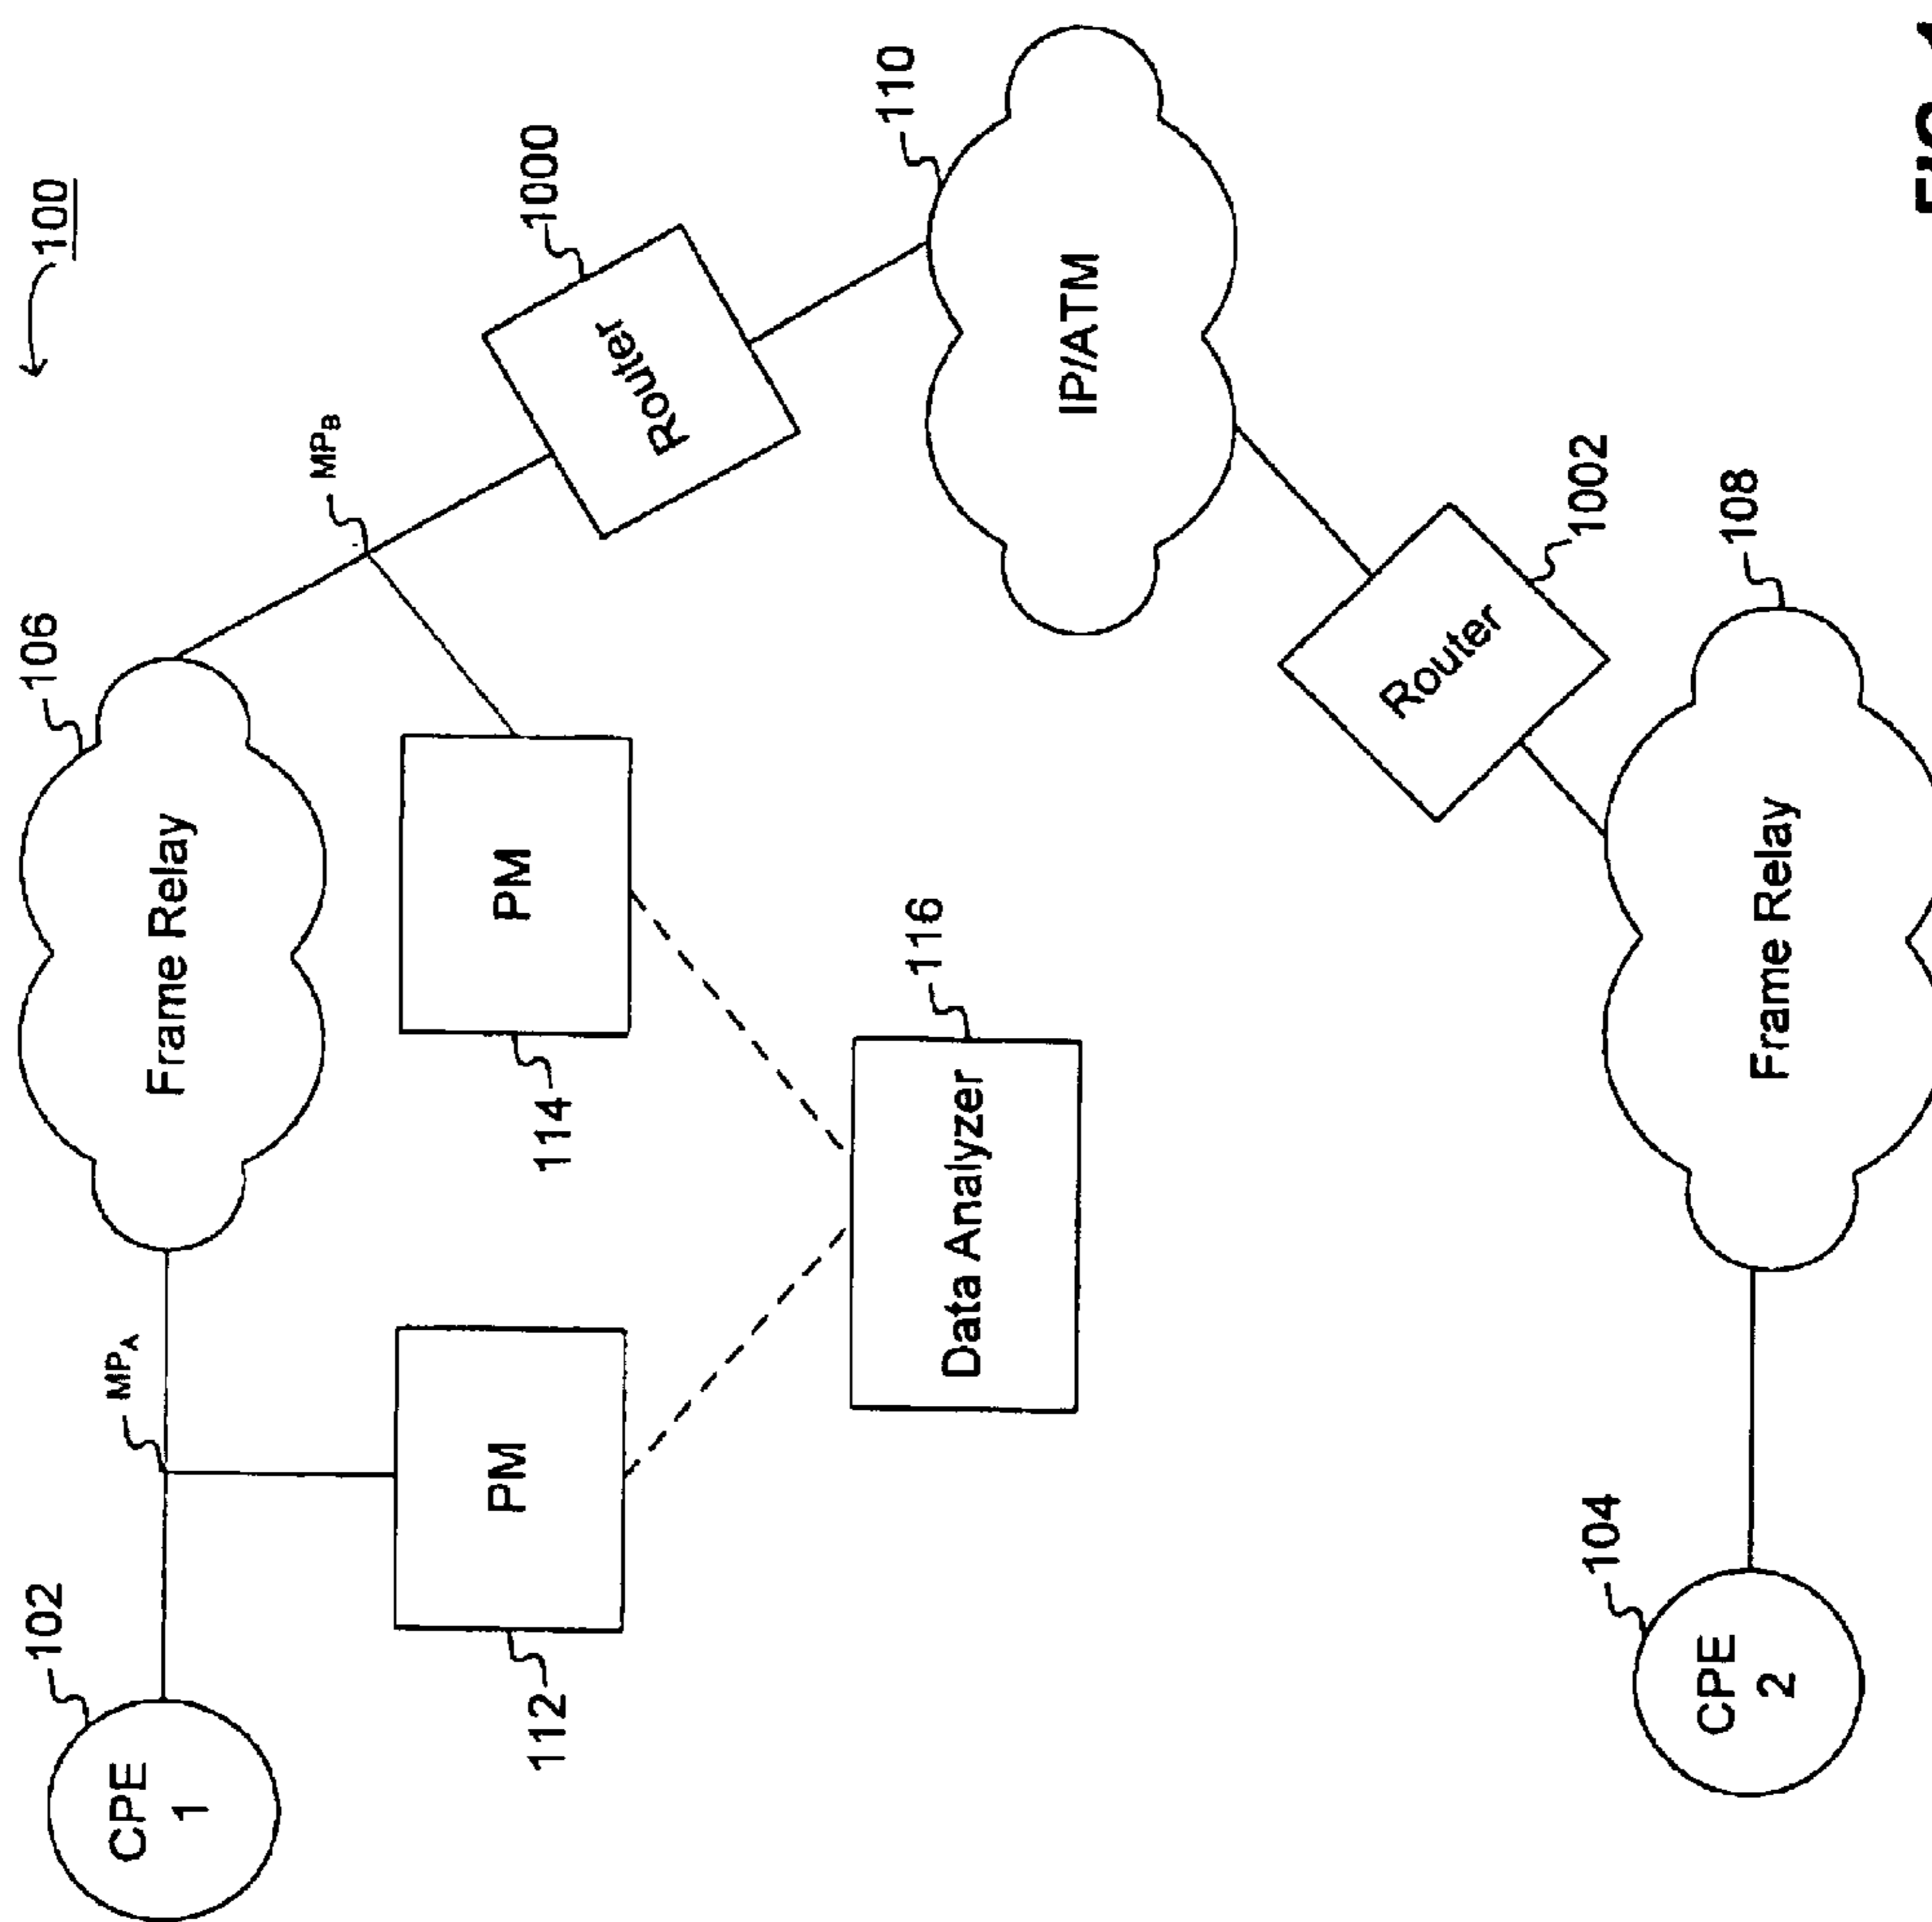 100
102
CPE
1
MPA
106
Frame Relay
MPB
1000
Router
112
PM
114
PM
116
Data Analyzer
110
IP/ATM
1002
Router
104
CPE
2
108
Frame Relay